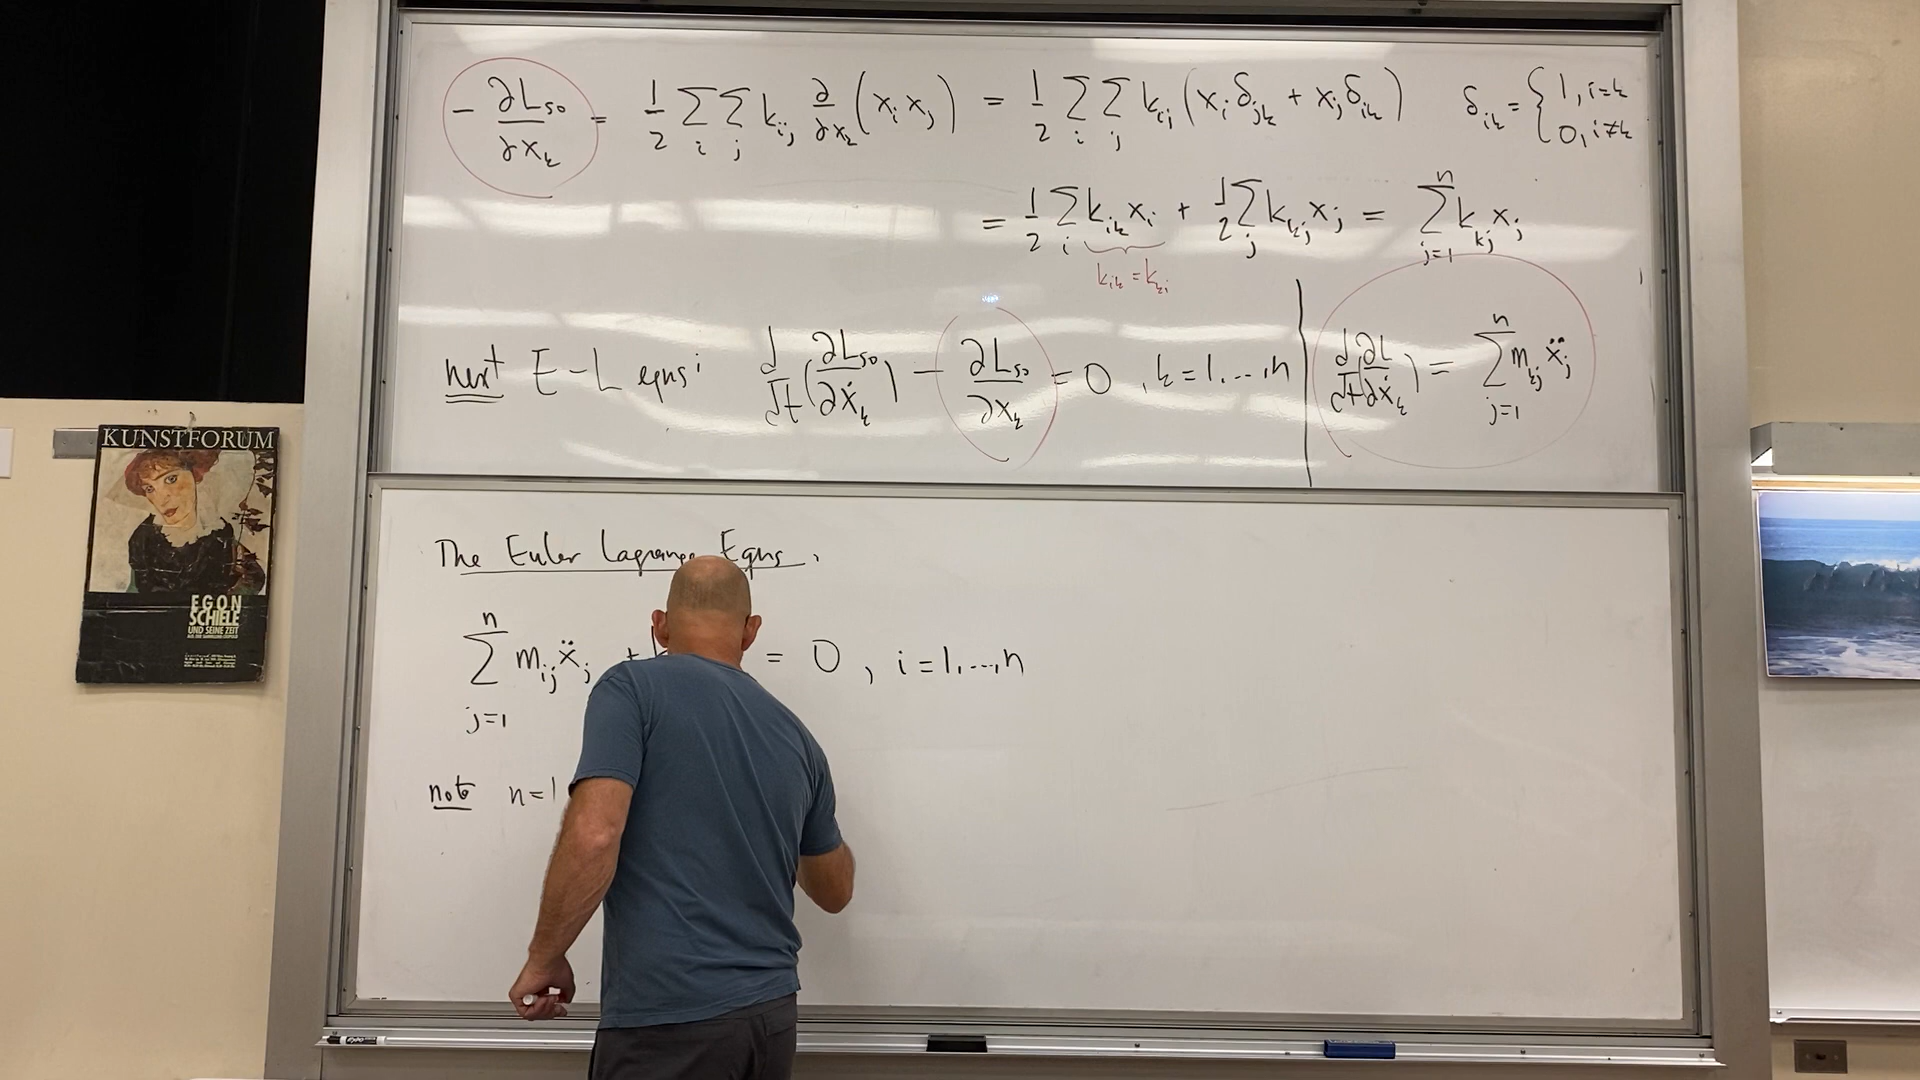 - ∂L_so/∂x_k = 1/2 Σ_i Σ_j k_ij ∂/∂x_k (x_i x_j) = 1/2 Σ_i Σ_j k_ij (x_i δ_jk + x_j δ_ik) δ_ik = { 1, i=k
0, i≠k
= 1/2 Σ_i k_ik x_i + 1/2 Σ_j k_kj x_j = Σ_{j=1}^n k_kj x_j
k_ik = k_ki
next E-L eqns: d/dt (∂L_so/∂ẋ_k) - ∂L_so/∂x_k = 0, k=1,...,n | d/dt (∂L/∂ẋ_k) = Σ_{j=1}^n m_kj ẍ_j
The Euler Lagrange Eqns.
Σ_{j=1}^n m_ij ẍ_j + = 0, i=1,...,n
note n=1
KUNSTFORUM
EGON
SCHIELE
UND SEINE ZEIT
EXPO